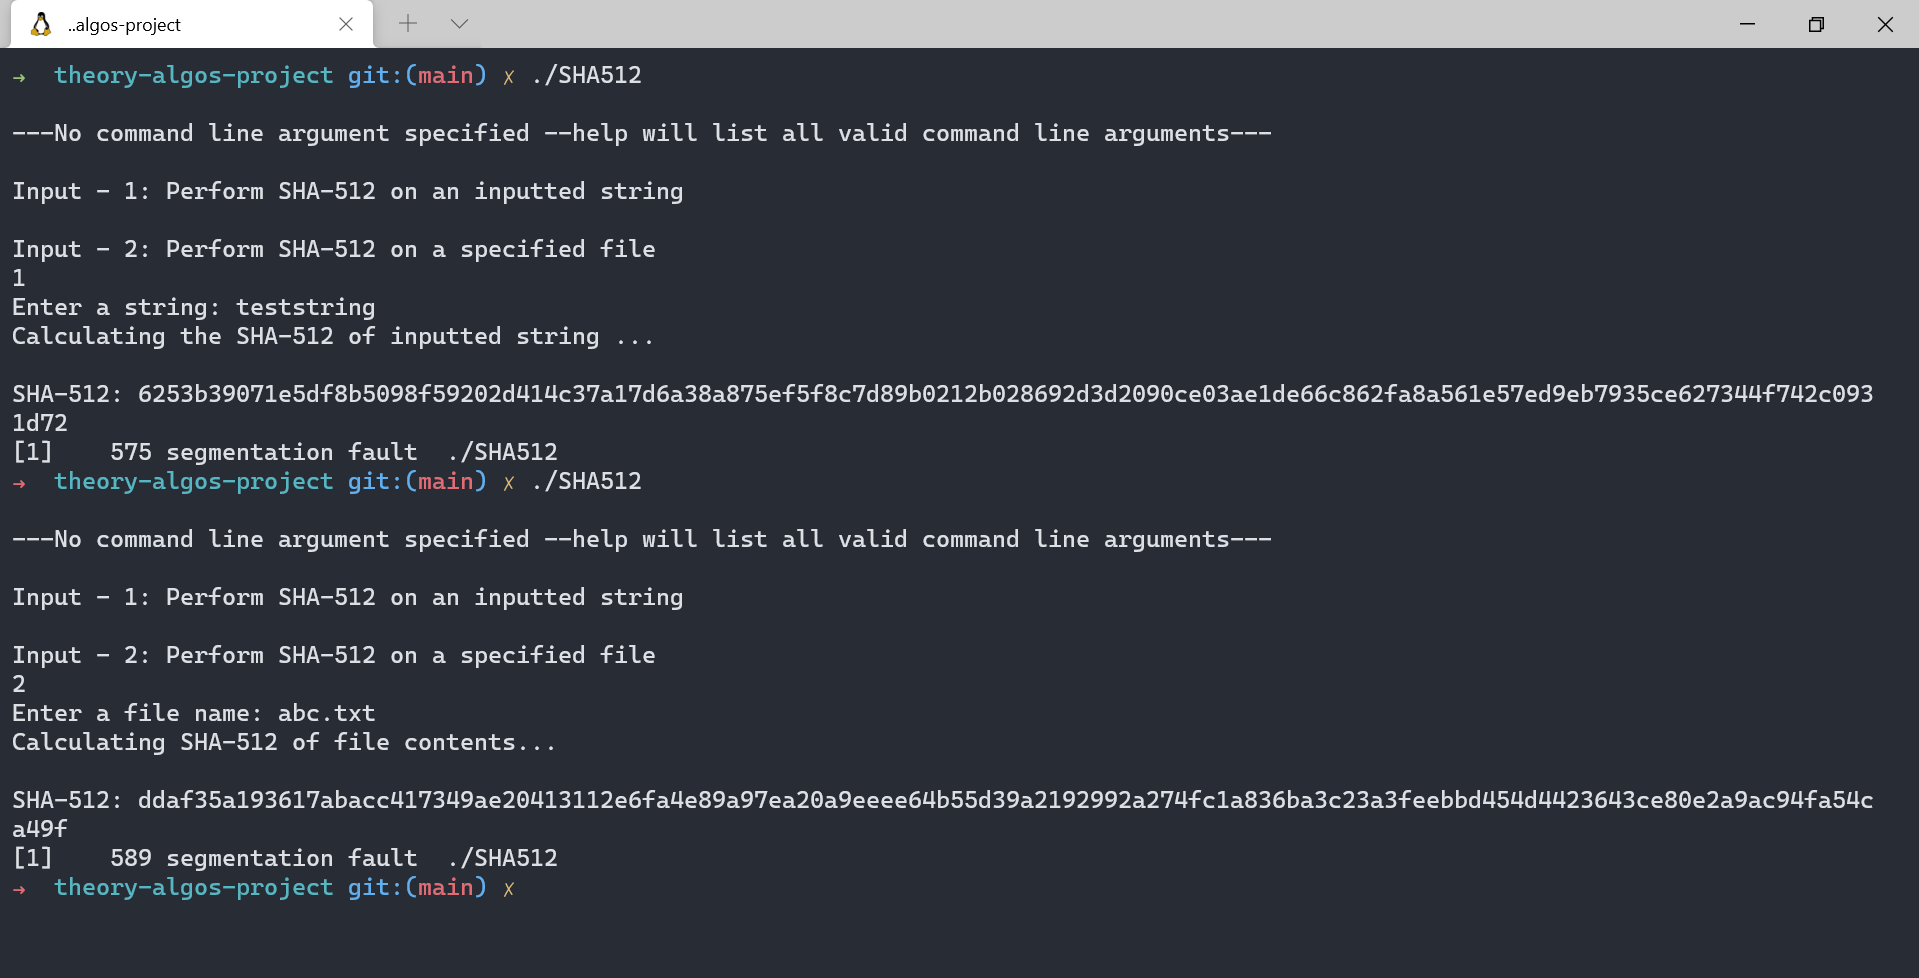 ..algos-project
→ theory-algos-project git:(main) ✗ ./SHA512
---No command line argument specified --help will list all valid command line arguments---
Input - 1: Perform SHA-512 on an inputted string
Input - 2: Perform SHA-512 on a specified file
1
Enter a string: teststring
Calculating the SHA-512 of inputted string ...
SHA-512: 6253b39071e5df8b5098f59202d414c37a17d6a38a875ef5f8c7d89b0212b028692d3d2090ce03ae1de66c862fa8a561e57ed9eb7935ce627344f742c093
1d72
[1]    575 segmentation fault  ./SHA512
→ theory-algos-project git:(main) ✗ ./SHA512
---No command line argument specified --help will list all valid command line arguments---
Input - 1: Perform SHA-512 on an inputted string
Input - 2: Perform SHA-512 on a specified file
2
Enter a file name: abc.txt
Calculating SHA-512 of file contents...
SHA-512: ddaf35a193617abacc417349ae20413112e6fa4e89a97ea20a9eeee64b55d39a2192992a274fc1a836ba3c23a3feebbd454d4423643ce80e2a9ac94fa54c
a49f
[1]    589 segmentation fault  ./SHA512
→ theory-algos-project git:(main) ✗